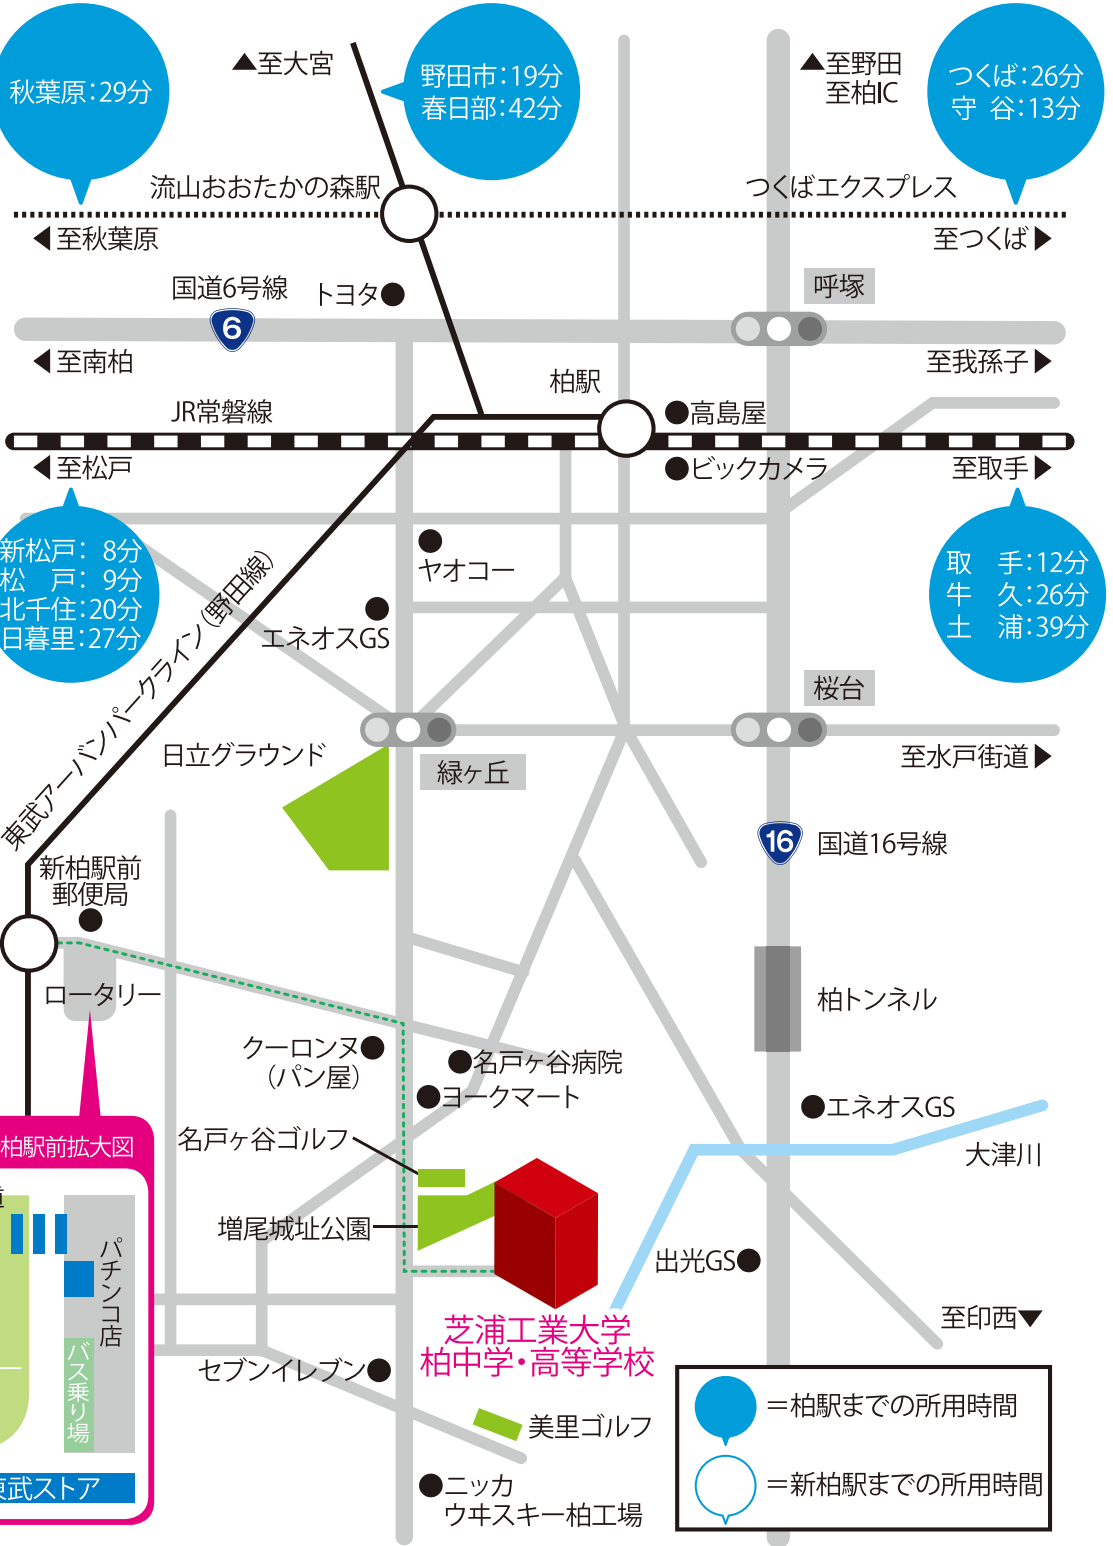 秋葉原：29分
▲至大宮
野田市：19分
春日部：42分
▲至野田
至柏IC
つくば：26分
守 谷：13分
流山おおたかの森駅
つくばエクスプレス
◀至秋葉原
至つくば▶
国道6号線
トヨタ
呼塚
6
◀至南柏
至我孫子▶
柏駅
JR常磐線
高島屋
◀至松戸
ビックカメラ
至取手▶
新松戸： 8分
松 戸： 9分
北千住：20分
日暮里：27分
ヤオコー
取 手：12分
牛 久：26分
土 浦：39分
エネオスGS
東武アーバンパークライン（野田線）
桜台
日立グラウンド
緑ヶ丘
至水戸街道▶
16
国道16号線
新柏駅前
郵便局
ロータリー
柏トンネル
クーロンヌ
（パン屋）
名戸ヶ谷病院
ヨークマート
エネオスGS
柏駅前拡大図
名戸ヶ谷ゴルフ
大津川
増尾城址公園
パチンコ店
出光GS
芝浦工業大学
柏中学・高等学校
至印西▼
バス乗り場
セブンイレブン
美里ゴルフ
＝柏駅までの所用時間
武ストア
ニッカ
ウヰスキー柏工場
＝新柏駅までの所用時間